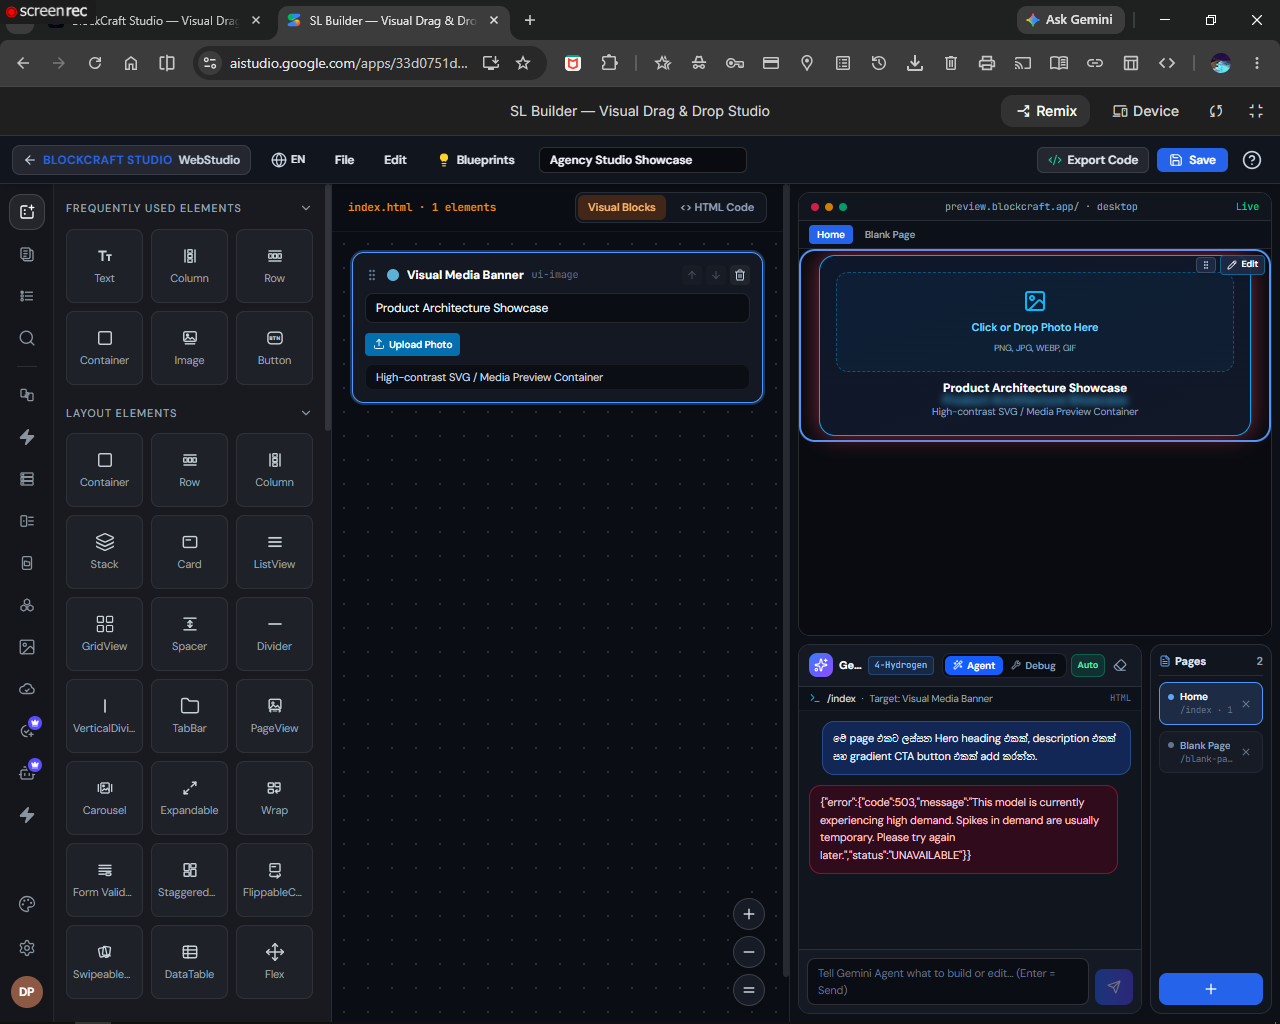 screenrec
BlockCraft Studio — Visual Drag
SL Builder — Visual Drag & Dro
Ask Gemini
aistudio.google.com/apps/33d0751d...
SL Builder — Visual Drag & Drop Studio
Remix
Device
BLOCKCRAFT STUDIO WebStudio
EN
File
Edit
Blueprints
Agency Studio Showcase
Export Code
Save
FREQUENTLY USED ELEMENTS
Text
Column
Row
Container
Image
BTN
Button
LAYOUT ELEMENTS
Container
Row
Column
Stack
Card
ListView
GridView
Spacer
Divider
VerticalDivi...
TabBar
PageView
Carousel
Expandable
Wrap
Form Valid...
Staggered...
FlippableC...
Swipeable...
DataTable
Flex
DP
index.html · 1 elements
Visual Blocks
<> HTML Code
Visual Media Banner ui-image
Product Architecture Showcase
Upload Photo
High-contrast SVG / Media Preview Container
preview.blockcraft.app/ · desktop
Live
Home
Blank Page
Edit
Click or Drop Photo Here
PNG, JPG, WEBP, GIF
Product Architecture Showcase
High-contrast SVG / Media Preview Container
Ge...
4-Hydrogen
Agent
Debug
Auto
/index · Target: Visual Media Banner
HTML
මේ page එකට ලස්සන Hero heading එකක්, description එකක්
සහ gradient CTA button එකක් add කරන්න.
{"error":{"code":503,"message":"This model is currently
experiencing high demand. Spikes in demand are usually
temporary. Please try again
later.","status":"UNAVAILABLE"}}
Tell Gemini Agent what to build or edit... (Enter =
Send)
Pages
2
Home
/index · 1
Blank Page
/blank-pa...